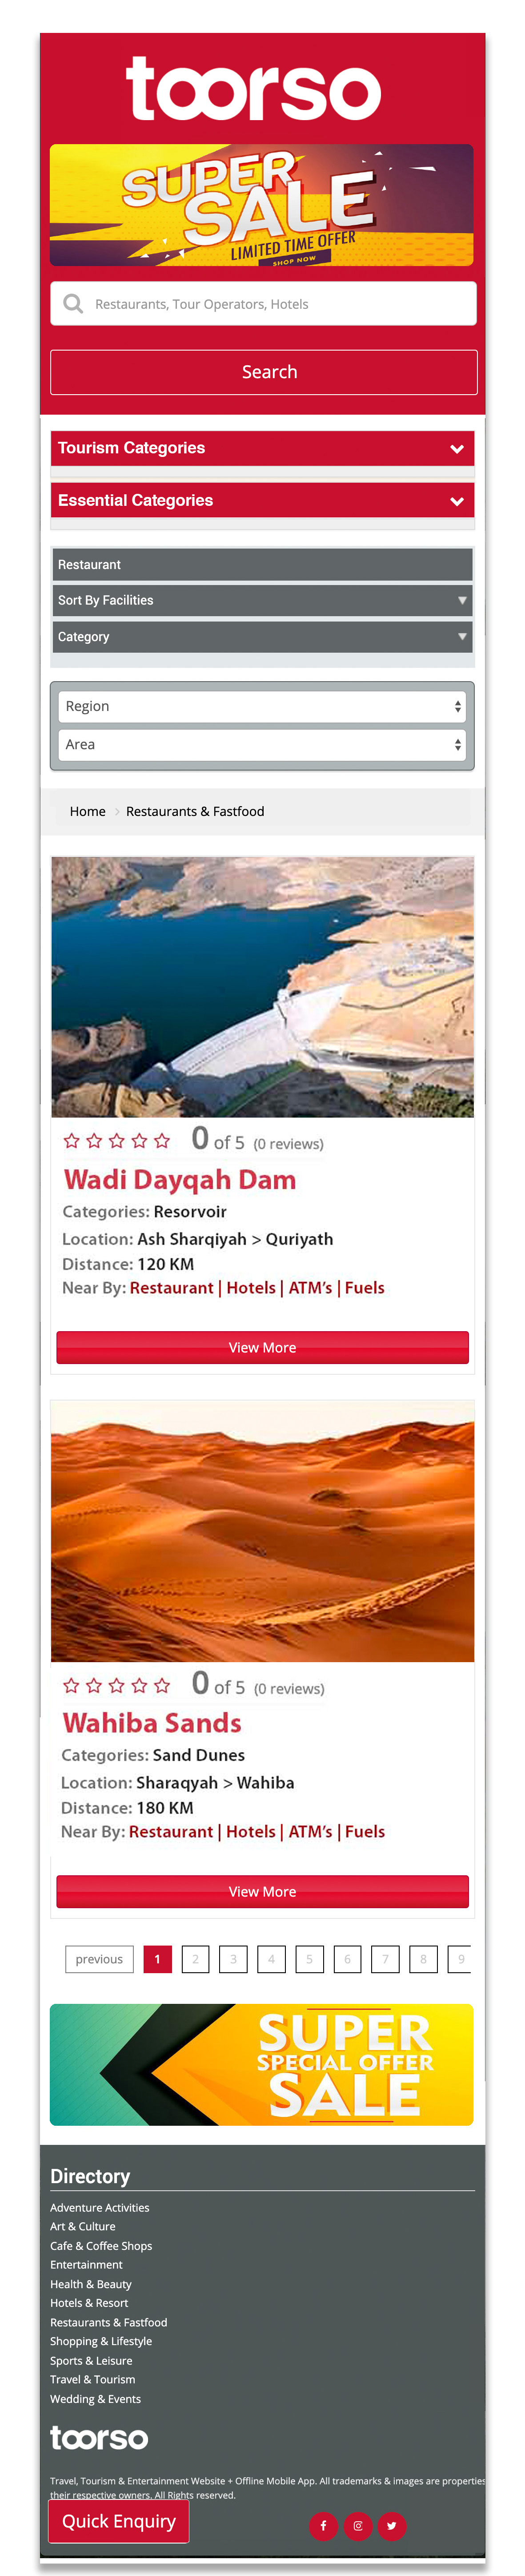 toorso
SUPER
SALE
LIMITED TIME OFFER
SHOP NOW
Restaurants, Tour Operators, Hotels
Search
Tourism Categories
Essential Categories
Restaurant
Sort By Facilities
Category
Region
Area
Home > Restaurants & Fastfood
0 of 5 (0 reviews)
Wadi Dayqah Dam
Categories: Resorvoir
Location: Ash Sharqiyah > Quriyath
Distance: 120 KM
Near By: Restaurant | Hotels | ATM's | Fuels
View More
0 of 5 (0 reviews)
Wahiba Sands
Categories: Sand Dunes
Location: Sharaqyah > Wahiba
Distance: 180 KM
Near By: Restaurant | Hotels | ATM's | Fuels
View More
previous 1 2 3 4 5 6 7 8 9
SUPER
SPECIAL OFFER
SALE
Directory
Adventure Activities
Art & Culture
Cafe & Coffee Shops
Entertainment
Health & Beauty
Hotels & Resort
Restaurants & Fastfood
Shopping & Lifestyle
Sports & Leisure
Travel & Tourism
Wedding & Events
toorso
Travel, Tourism & Entertainment Website + Offline Mobile App. All trademarks & images are properties
their respective owners. All Rights reserved.
Quick Enquiry